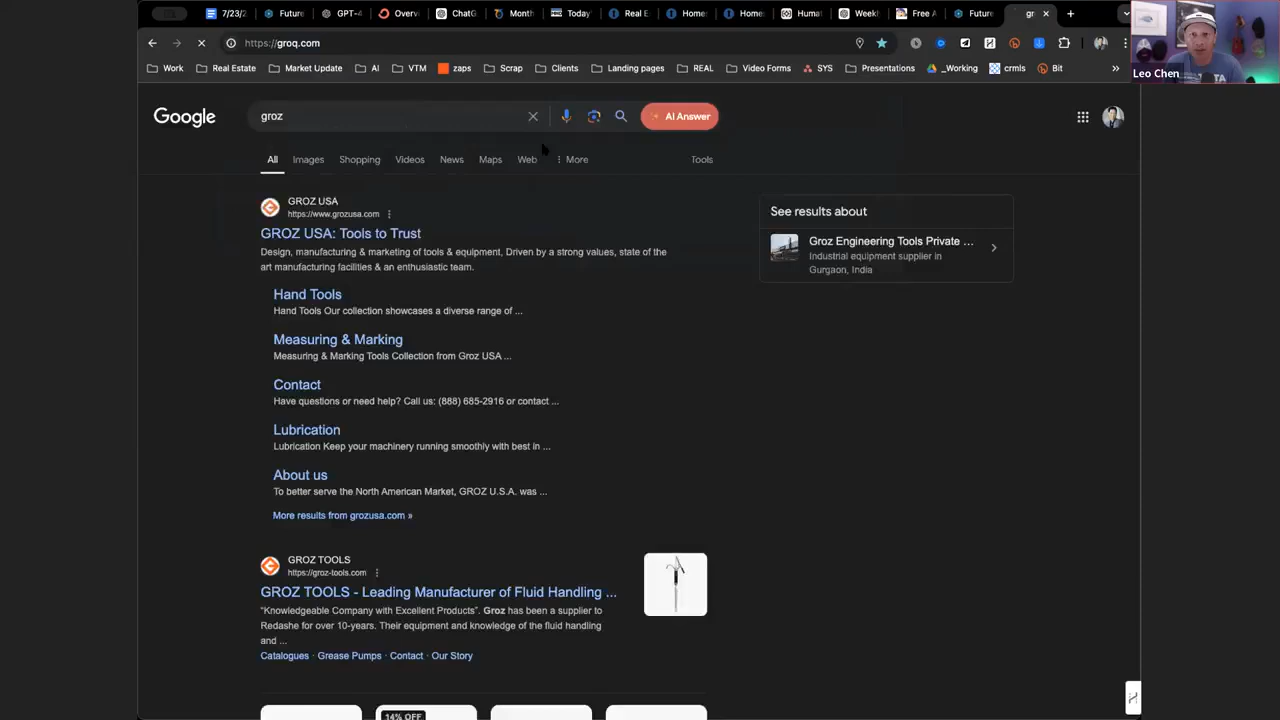 7/23/2
Future
GPT-4
Overv
ChatG
Month
Today'
Real E
Home
Home
Humai
Weekl
Free A
Future
gr
https://groq.com
Work
Real Estate
Market Update
AI
VTM
zaps
Scrap
Clients
Landing pages
REAL
Video Forms
SYS
Presentations
_Working
crmls
Bit
»
Leo Chen
TA
Google
groz
AI Answer
All
Images
Shopping
Videos
News
Maps
Web
More
Tools
GROZ USA
https://www.grozusa.com
GROZ USA: Tools to Trust
Design, manufacturing & marketing of tools & equipment, Driven by a strong values, state of the
art manufacturing facilities & an enthusiastic team.
Hand Tools
Hand Tools Our collection showcases a diverse range of ...
Measuring & Marking
Measuring & Marking Tools Collection from Groz USA ...
Contact
Have questions or need help? Call us: (888) 685-2916 or contact ...
Lubrication
Lubrication Keep your machinery running smoothly with best in ...
About us
To better serve the North American Market, GROZ U.S.A. was ...
More results from grozusa.com »
See results about
Groz Engineering Tools Private ...
Industrial equipment supplier in
Gurgaon, India
GROZ TOOLS
https://groz-tools.com
GROZ TOOLS - Leading Manufacturer of Fluid Handling ...
“Knowledgeable Company with Excellent Products”. Groz has been a supplier to
Redashe for over 10-years. Their equipment and knowledge of the fluid handling
and ...
Catalogues · Grease Pumps · Contact · Our Story
14% OFF